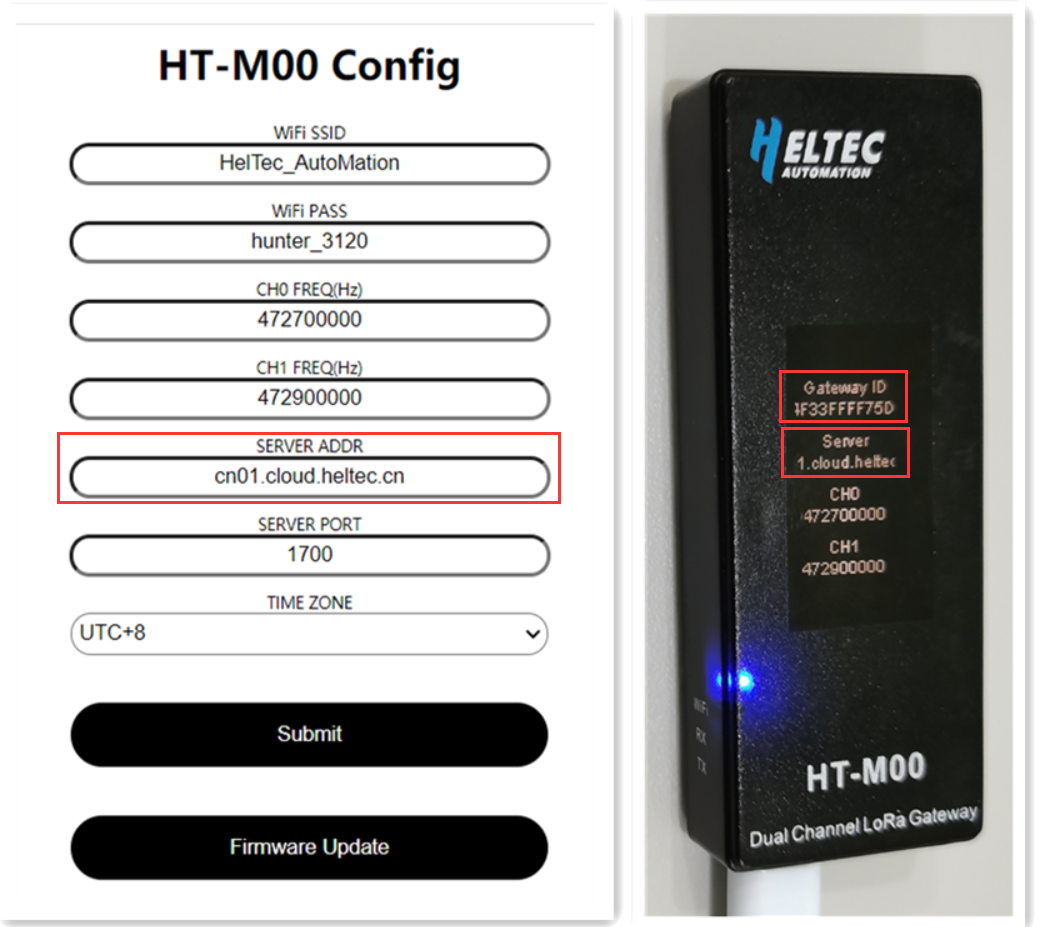 HT-M00 Config
WiFi SSID
HelTec_AutoMation
WiFi PASS
hunter_3120
CH0 FREQ(Hz)
472700000
CH1 FREQ(Hz)
472900000
SERVER ADDR
cn01.cloud.heltec.cn
SERVER PORT
1700
TIME ZONE
UTC+8
Submit
Firmware Update
HELTEC
AUTOMATION
Gateway ID
4F33FFFF75D
Server
1.cloud.heltec
CH0
472700000
CH1
472900000
WiFi
RX
TX
HT-M00
Dual Channel LoRa Gateway